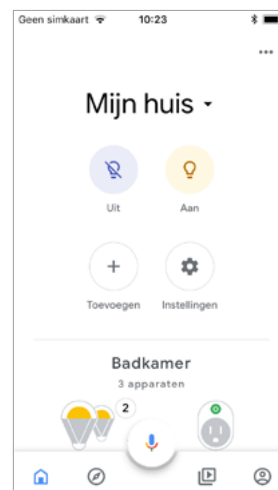 Geen simkaart 10:23
Mijn huis
Uit Aan
Toevoegen Instellingen
Badkamer
3 apparaten
2